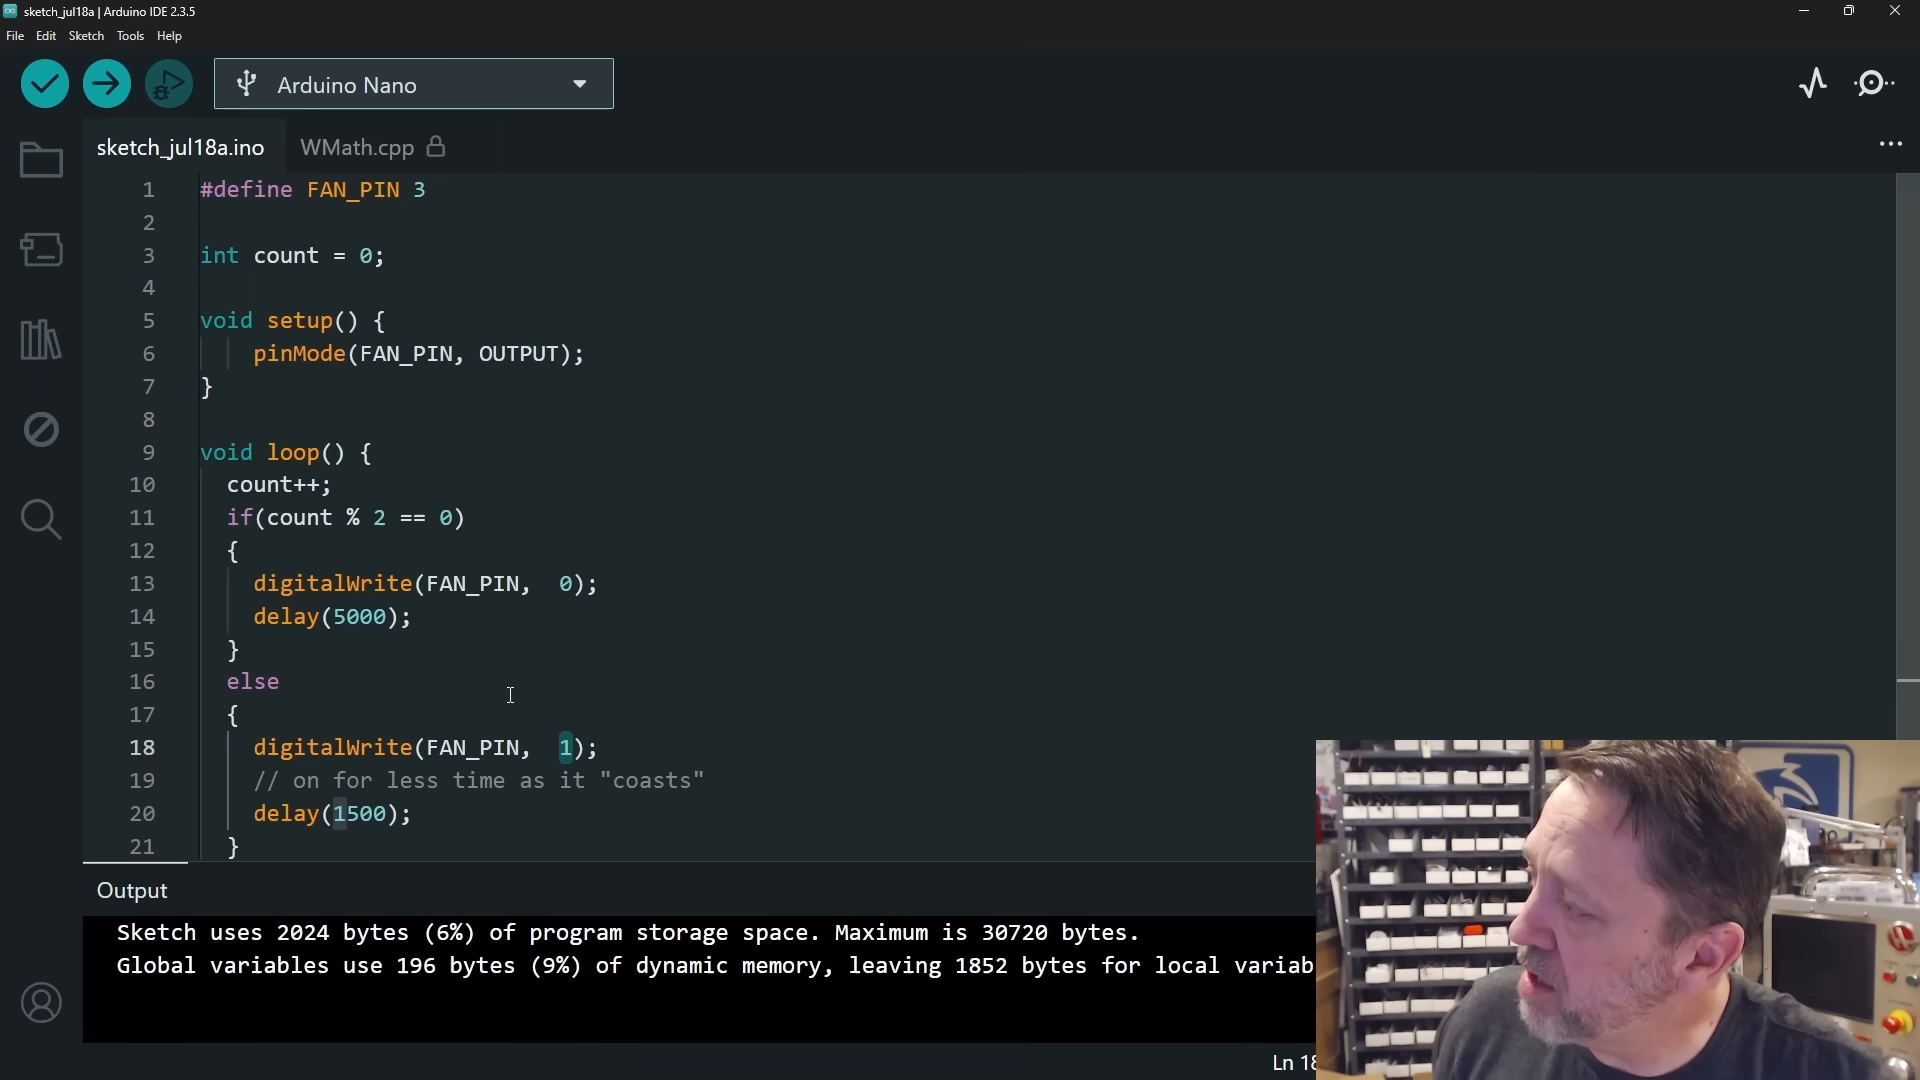 sketch_jul18a | Arduino IDE 2.3.5
File Edit Sketch Tools Help
Arduino Nano
sketch_jul18a.ino WMath.cpp
1 #define FAN_PIN 3
2
3 int count = 0;
4
5 void setup() {
6 pinMode(FAN_PIN, OUTPUT);
7 }
8
9 void loop() {
10 count++;
11 if(count % 2 == 0)
12 {
13 digitalWrite(FAN_PIN,  0);
14 delay(5000);
15 }
16 else
17 {
18 digitalWrite(FAN_PIN,  1);
19 // on for less time as it "coasts"
20 delay(1500);
21 }
Output
Sketch uses 2024 bytes (6%) of program storage space. Maximum is 30720 bytes.
Global variables use 196 bytes (9%) of dynamic memory, leaving 1852 bytes for local variab
Ln 18